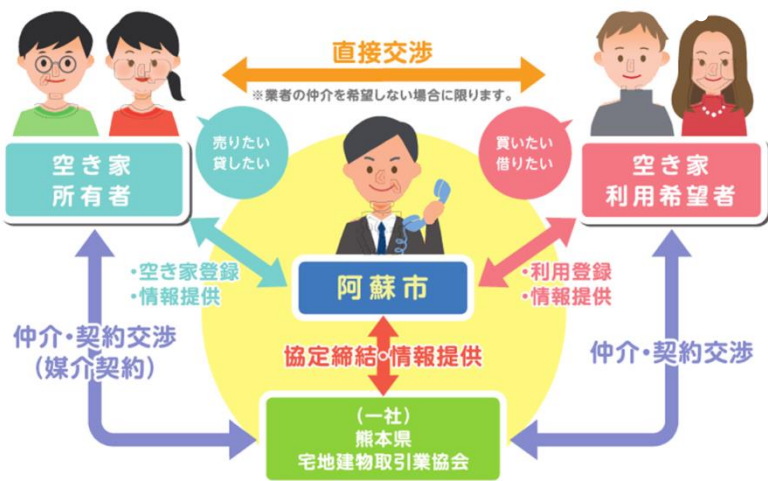 直接交渉
※業者の仲介を希望しない場合に限ります。
売りたい
貸したい
買いたい
借りたい
空き家
所有者
空き家
利用希望者
・空き家登録
・情報提供
阿蘇市
・利用登録
・情報提供
仲介・契約交渉
（媒介契約）
協定締結・情報提供
仲介・契約交渉
（一社）
熊本県
宅地建物取引業協会